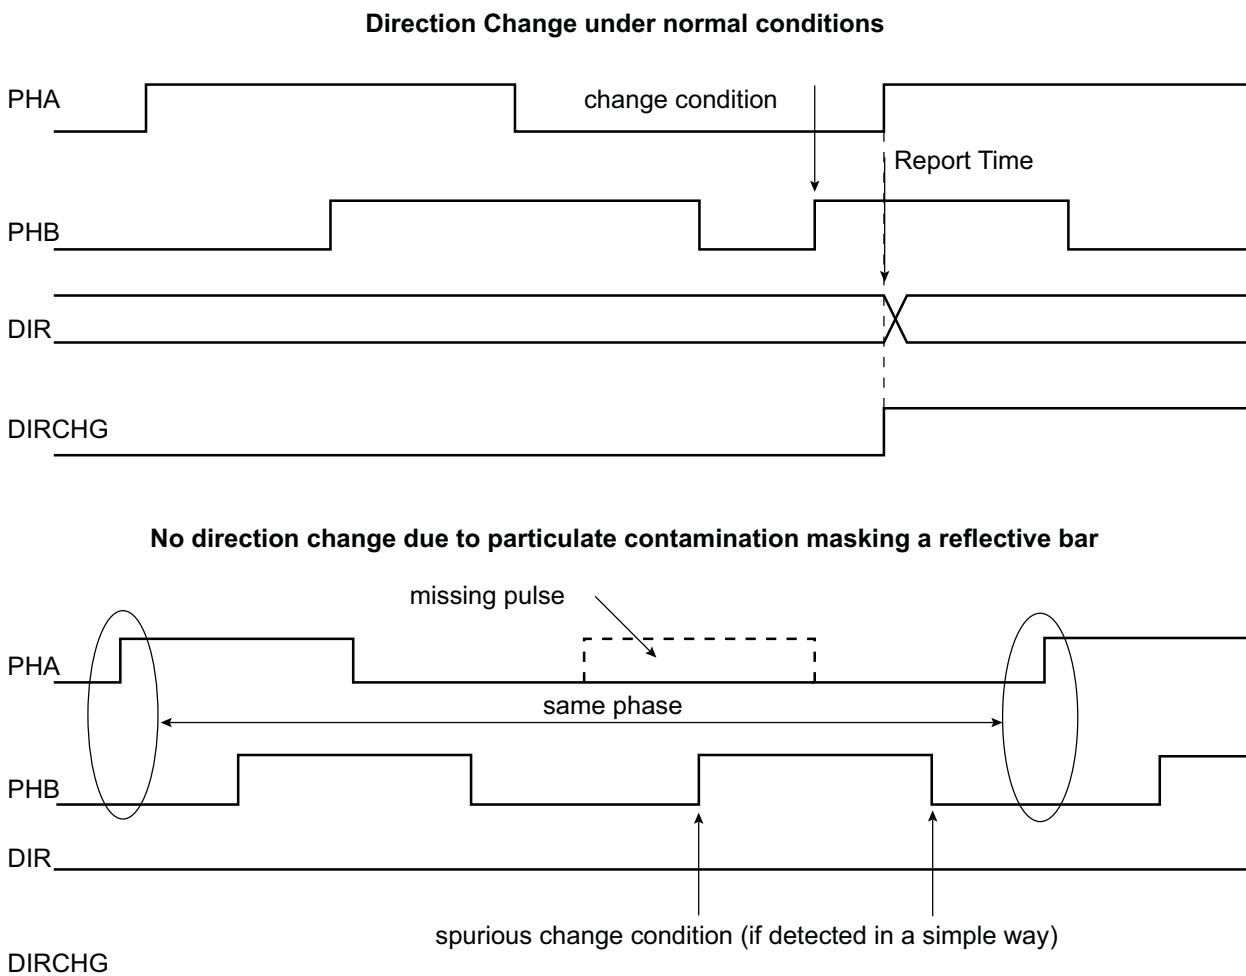 Direction Change under normal conditions
PHA
change condition
Report Time
PHB
DIR
DIRCHG
No direction change due to particulate contamination masking a reflective bar
missing pulse
PHA
same phase
PHB
DIR
spurious change condition (if detected in a simple way)
DIRCHG